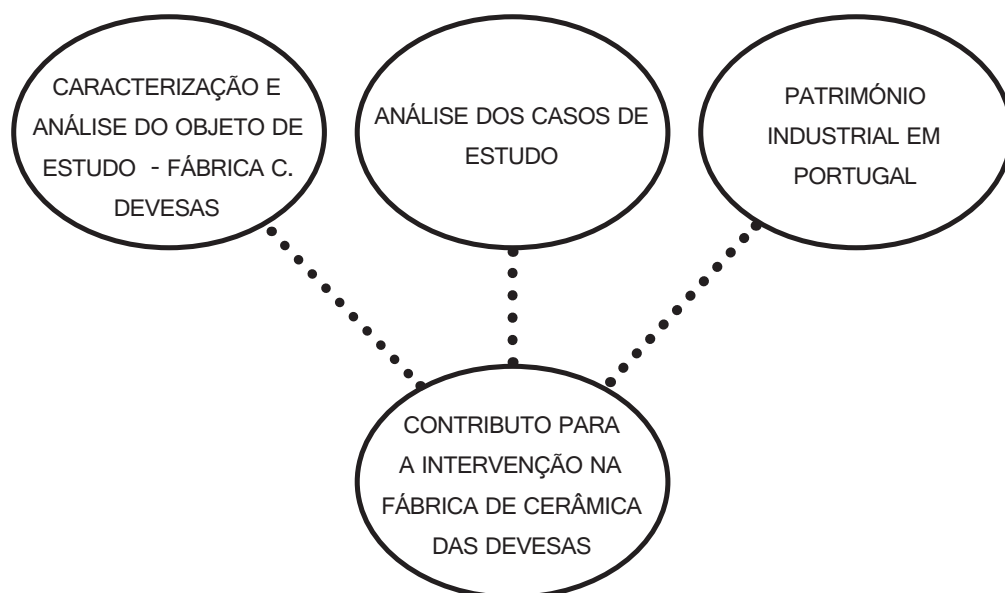 CARACTERIZAÇÃO E
ANÁLISE DO OBJETO DE
ESTUDO - FÁBRICA C.
DEVESAS
ANÁLISE DOS CASOS DE
ESTUDO
PATRIMÓNIO
INDUSTRIAL EM
PORTUGAL
CONTRIBUTO PARA
A INTERVENÇÃO NA
FÁBRICA DE CERÂMICA
DAS DEVESAS